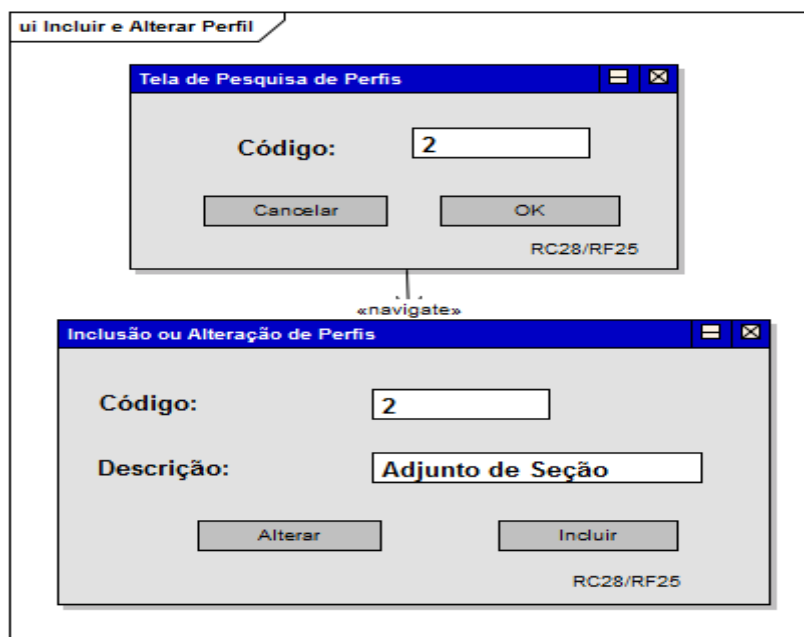 ui Incluir e Alterar Perfil
Tela de Pesquisa de Perfis
Código: 2
Cancelar OK
RC28/RF25
«navigate»
Inclusão ou Alteração de Perfis
Código: 2
Descrição: Adjunto de Seção
Alterar Incluir
RC28/RF25